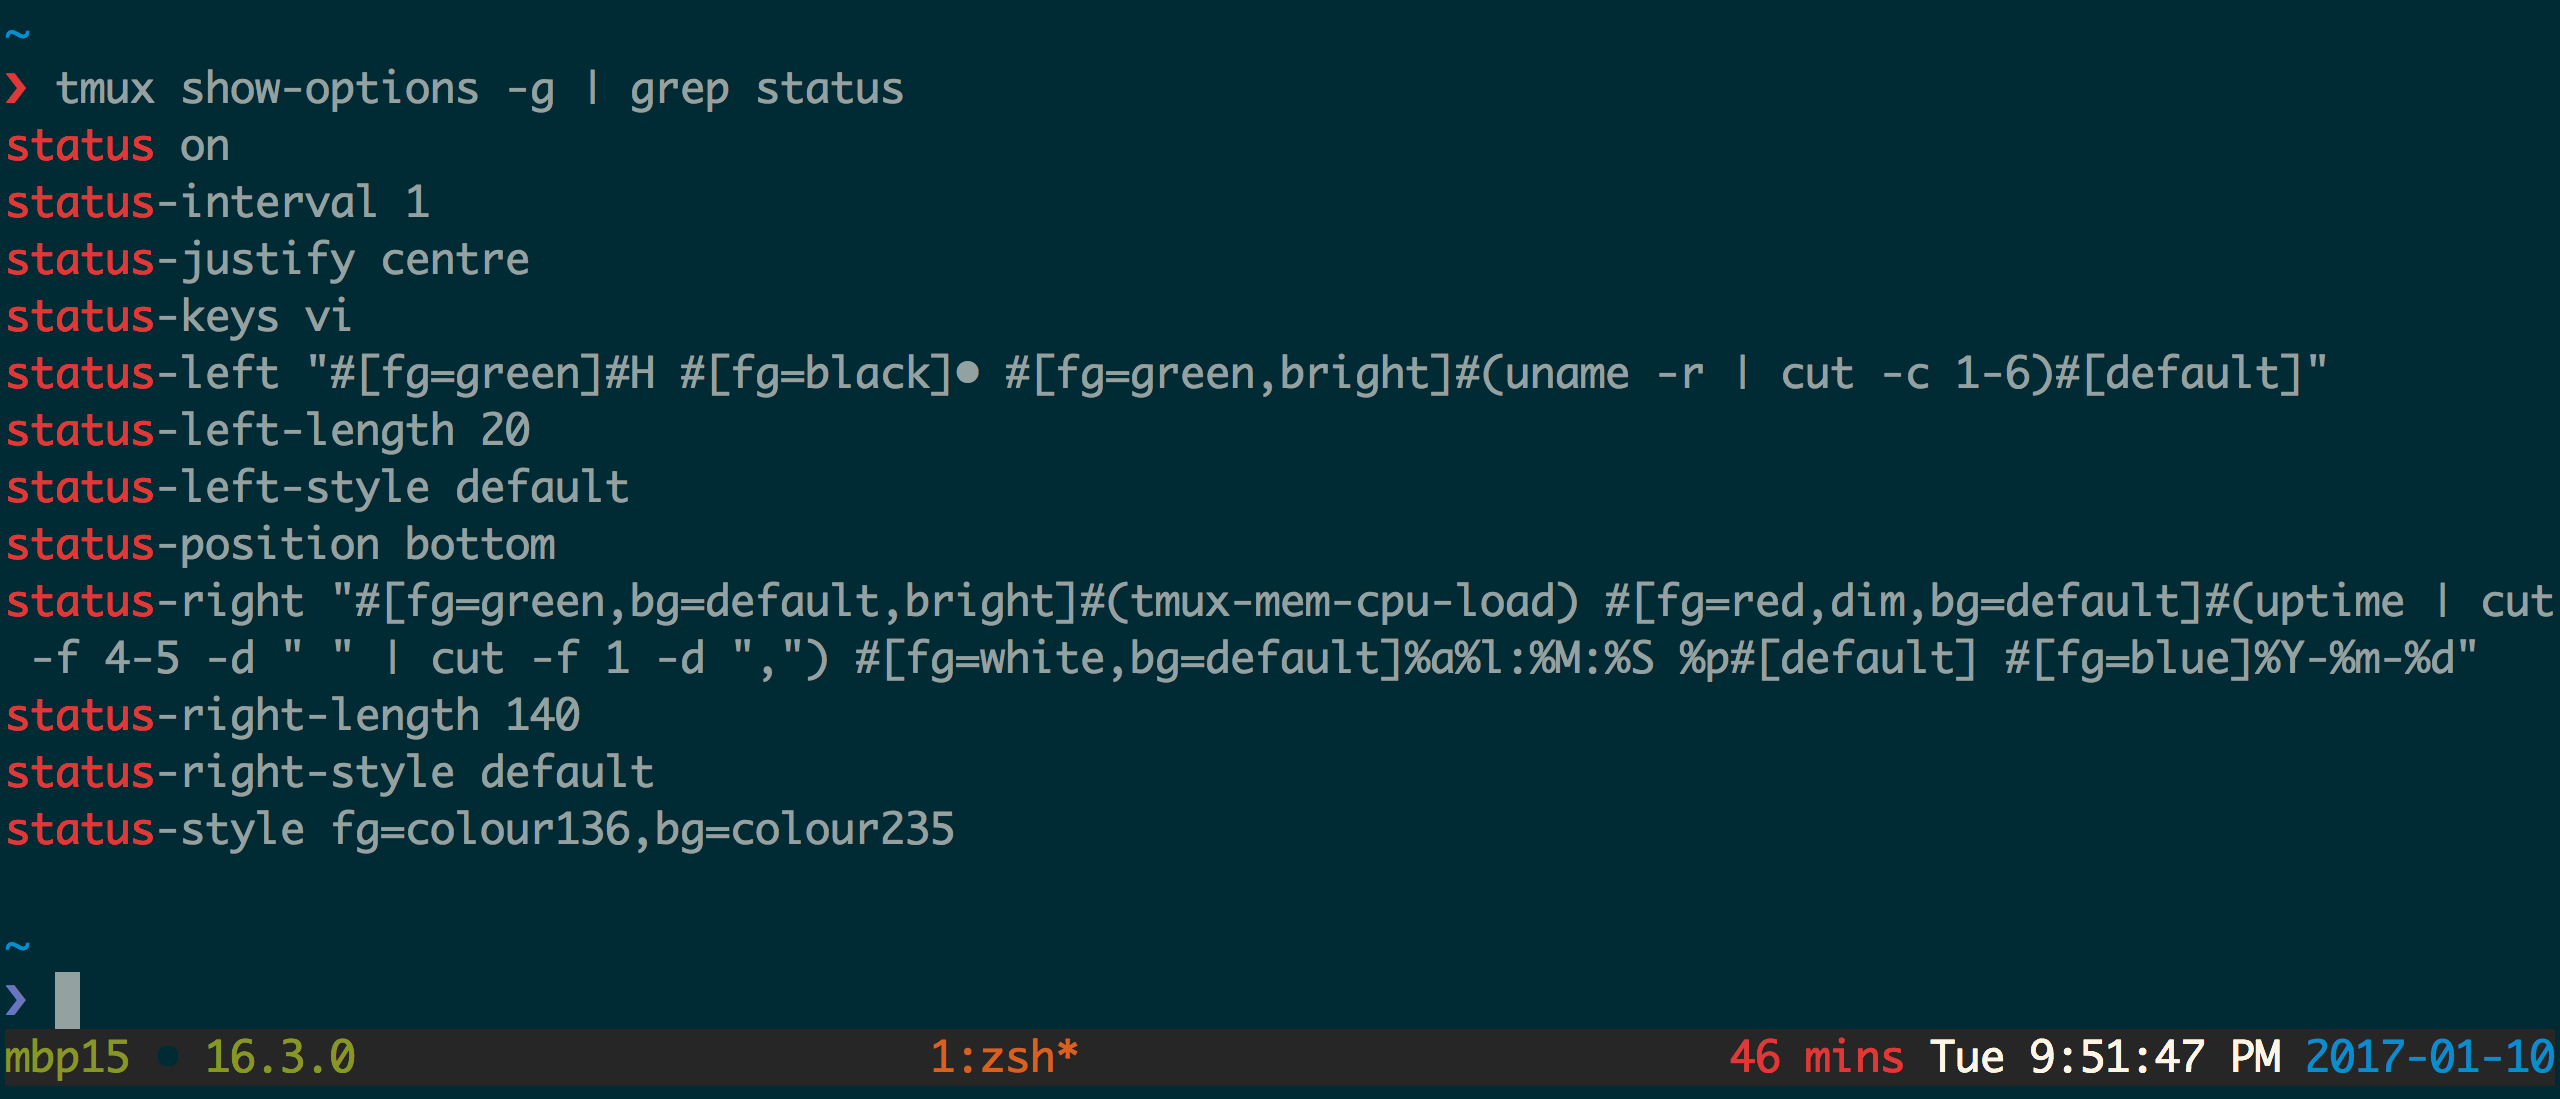 ~
❯ tmux show-options -g | grep status
status on
status-interval 1
status-justify centre
status-keys vi
status-left "#[fg=green]#H #[fg=black]● #[fg=green,bright]#(uname -r | cut -c 1-6)#[default]"
status-left-length 20
status-left-style default
status-position bottom
status-right "#[fg=green,bg=default,bright]#(tmux-mem-cpu-load) #[fg=red,dim,bg=default]#(uptime | cut
 -f 4-5 -d " " | cut -f 1 -d ",") #[fg=white,bg=default]%a%l:%M:%S %p#[default] #[fg=blue]%Y-%m-%d"
status-right-length 140
status-right-style default
status-style fg=colour136,bg=colour235
~
❯
mbp15 ● 16.3.0 1:zsh* 46 mins Tue 9:51:47 PM 2017-01-10